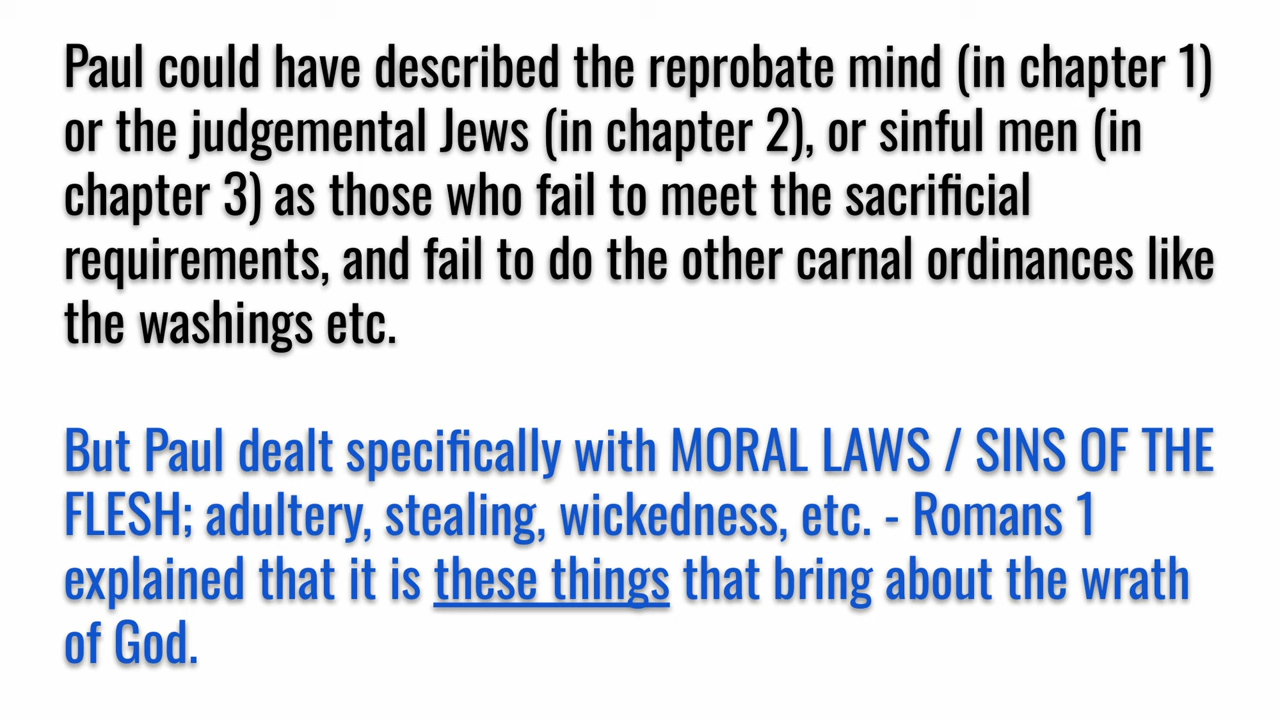 Paul could have described the reprobate mind (in chapter 1)
or the judgemental Jews (in chapter 2), or sinful men (in
chapter 3) as those who fail to meet the sacrificial
requirements, and fail to do the other carnal ordinances like
the washings etc.
But Paul dealt specifically with MORAL LAWS / SINS OF THE
FLESH; adultery, stealing, wickedness, etc. - Romans 1
explained that it is these things that bring about the wrath
of God.